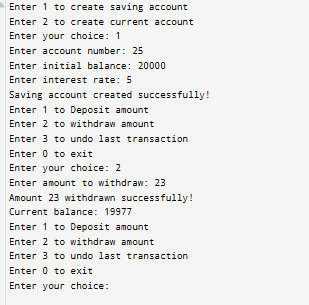 Enter 1 to create saving account
Enter 2 to create current account
Enter your choice: 1
Enter account number: 25
Enter initial balance: 20000
Enter interest rate: 5
Saving account created successfully!
Enter 1 to Deposit amount
Enter 2 to withdraw amount
Enter 3 to undo last transaction
Enter 0 to exit
Enter your choice: 2
Enter amount to withdraw: 23
Amount 23 withdrawn successfully!
Current balance: 19977
Enter 1 to Deposit amount
Enter 2 to withdraw amount
Enter 3 to undo last transaction
Enter 0 to exit
Enter your choice: